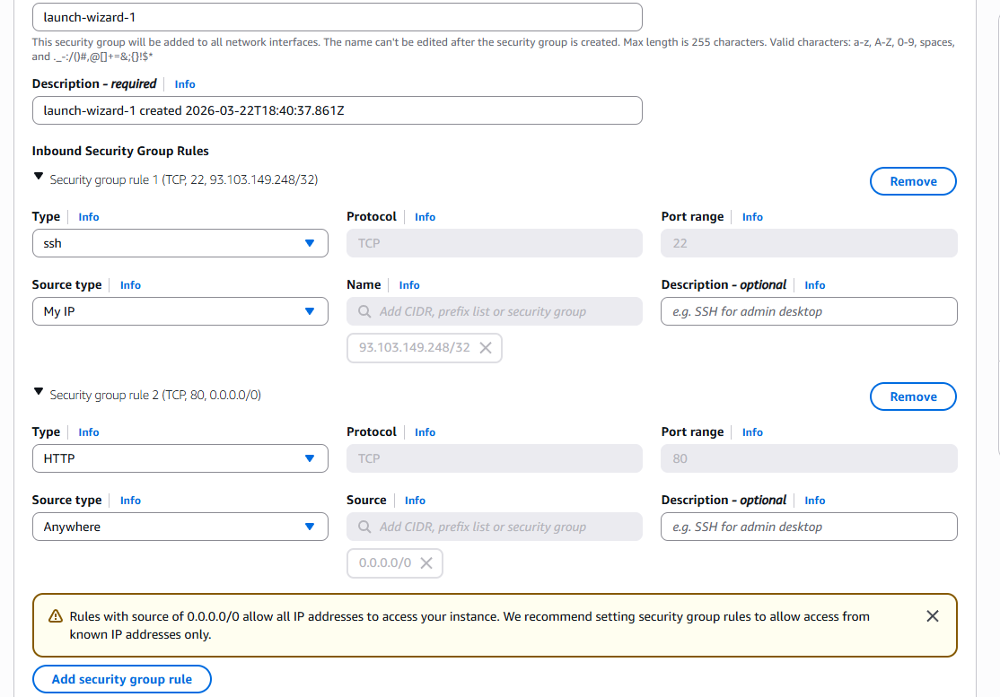 launch-wizard-1
This security group will be added to all network interfaces. The name can't be edited after the security group is created. Max length is 255 characters. Valid characters: a-z, A-Z, 0-9, spaces,
and ._-:/()#,@[]+=&;{}!$*
Description - required Info
launch-wizard-1 created 2026-03-22T18:40:37.861Z
Inbound Security Group Rules
Security group rule 1 (TCP, 22, 93.103.149.248/32)
Remove
Type Info Protocol Info Port range Info
ssh TCP 22
Source type Info Name Info Description - optional Info
My IP Add CIDR, prefix list or security group e.g. SSH for admin desktop
93.103.149.248/32
Security group rule 2 (TCP, 80, 0.0.0.0/0)
Remove
Type Info Protocol Info Port range Info
HTTP TCP 80
Source type Info Source Info Description - optional Info
Anywhere Add CIDR, prefix list or security group e.g. SSH for admin desktop
0.0.0.0/0
Rules with source of 0.0.0.0/0 allow all IP addresses to access your instance. We recommend setting security group rules to allow access from
known IP addresses only.
Add security group rule